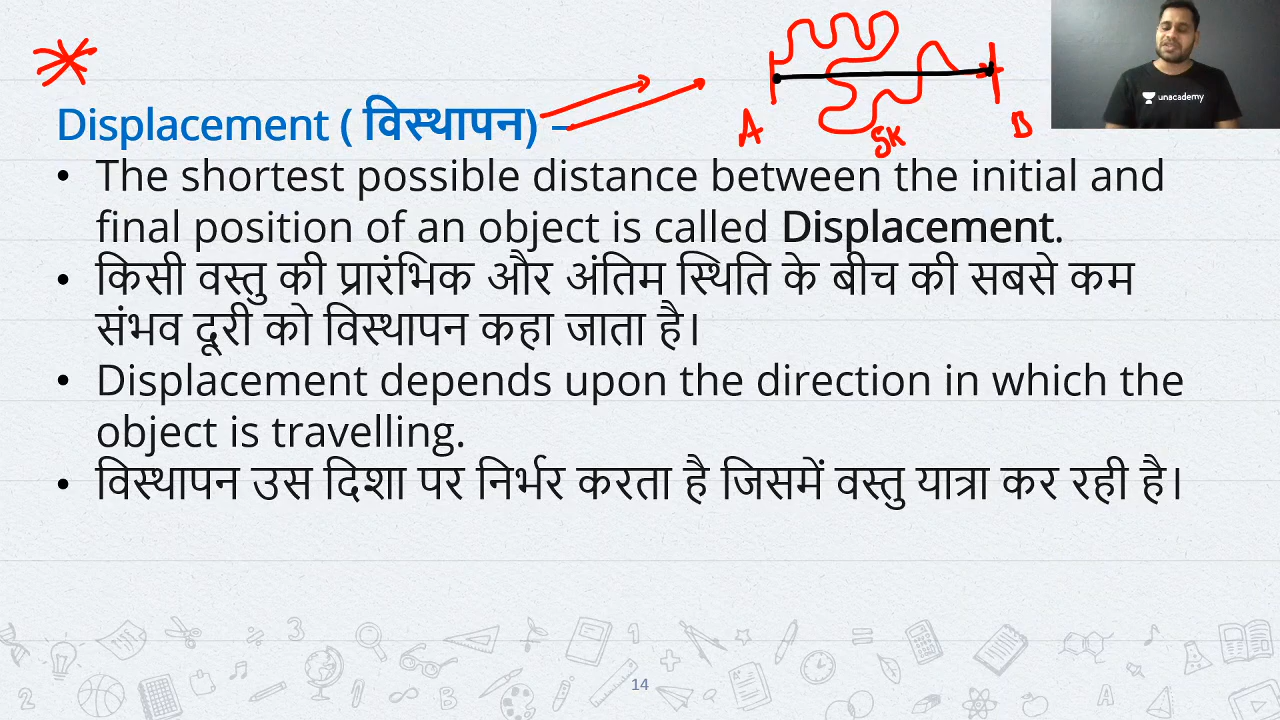 unacademy
A
5K
B
Displacement ( विस्थापन) –
• The shortest possible distance between the initial and
final position of an object is called Displacement.
• किसी वस्तु की प्रारंभिक और अंतिम स्थिति के बीच की सबसे कम
संभव दूरी को विस्थापन कहा जाता है।
• Displacement depends upon the direction in which the
object is travelling.
• विस्थापन उस दिशा पर निर्भर करता है जिसमें वस्तु यात्रा कर रही है।
14